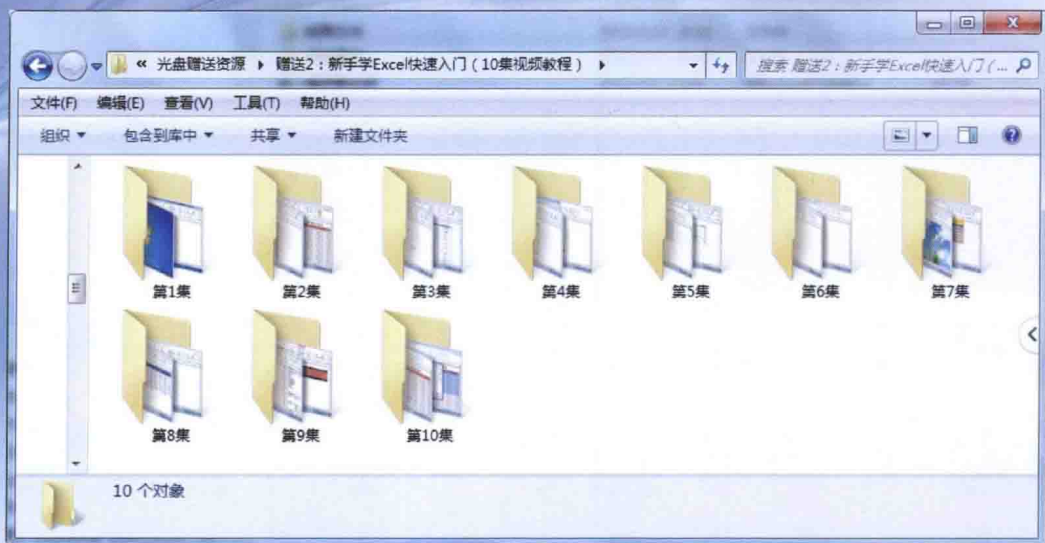 « 光盘赠送资源 ▸ 赠送2：新手学Excel快速入门（10集视频教程） ▸ 搜索 赠送2：新手学Excel快速入门(...
文件(F) 编辑(E) 查看(V) 工具(T) 帮助(H)
组织 包含到库中 共享 新建文件夹
第1集 第2集 第3集 第4集 第5集 第6集 第7集
第8集 第9集 第10集
10 个对象